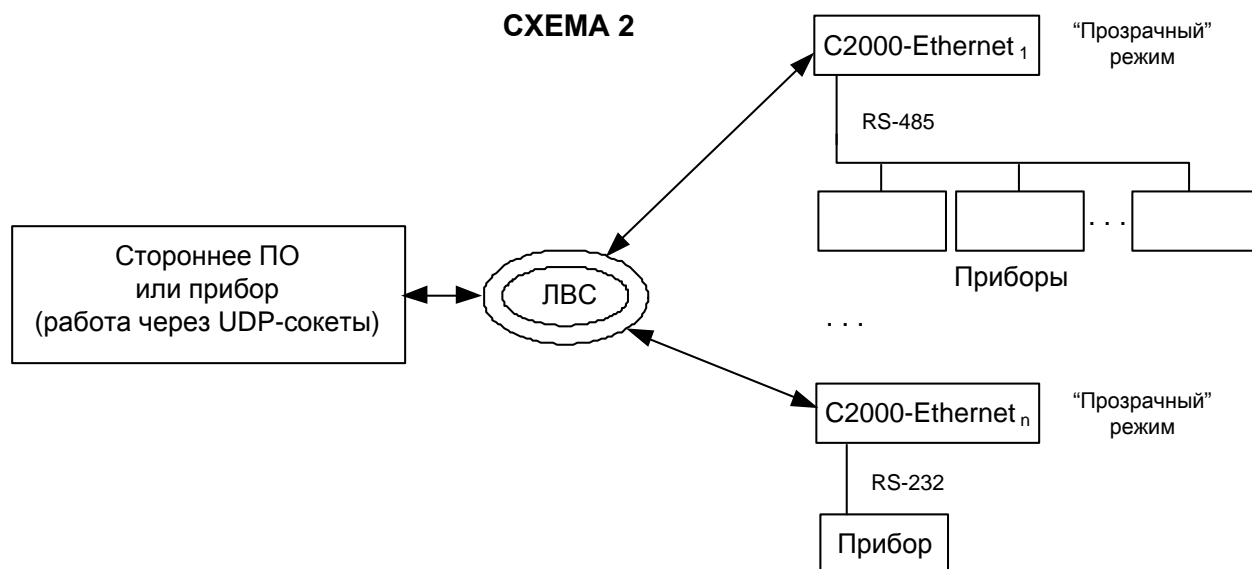 СХЕМА 2
С2000-Ethernet 1
“Прозрачный”
режим
RS-485
. . .
Приборы
Стороннее ПО
или прибор
(работа через UDP-сокеты)
ЛВС
. . .
С2000-Ethernet n
“Прозрачный”
режим
RS-232
Прибор